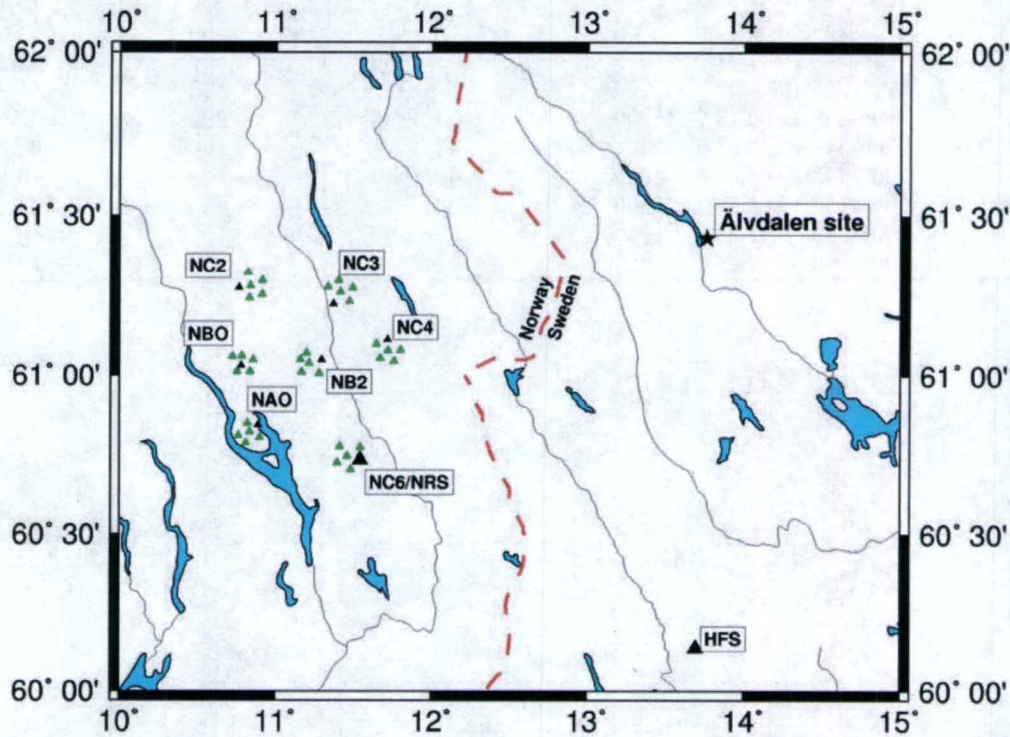 10˚ 11˚ 12˚ 13˚ 14˚ 15˚
62˚ 00' 62˚ 00'
61˚ 30' 61˚ 30'
Älvdalen site
NC2 NC3
Norway
Sweden
NC4
NBO
61˚ 00' 61˚ 00'
NB2
NAO
NC6/NRS
60˚ 30' 60˚ 30'
HFS
60˚ 00' 60˚ 00'
10˚ 11˚ 12˚ 13˚ 14˚ 15˚